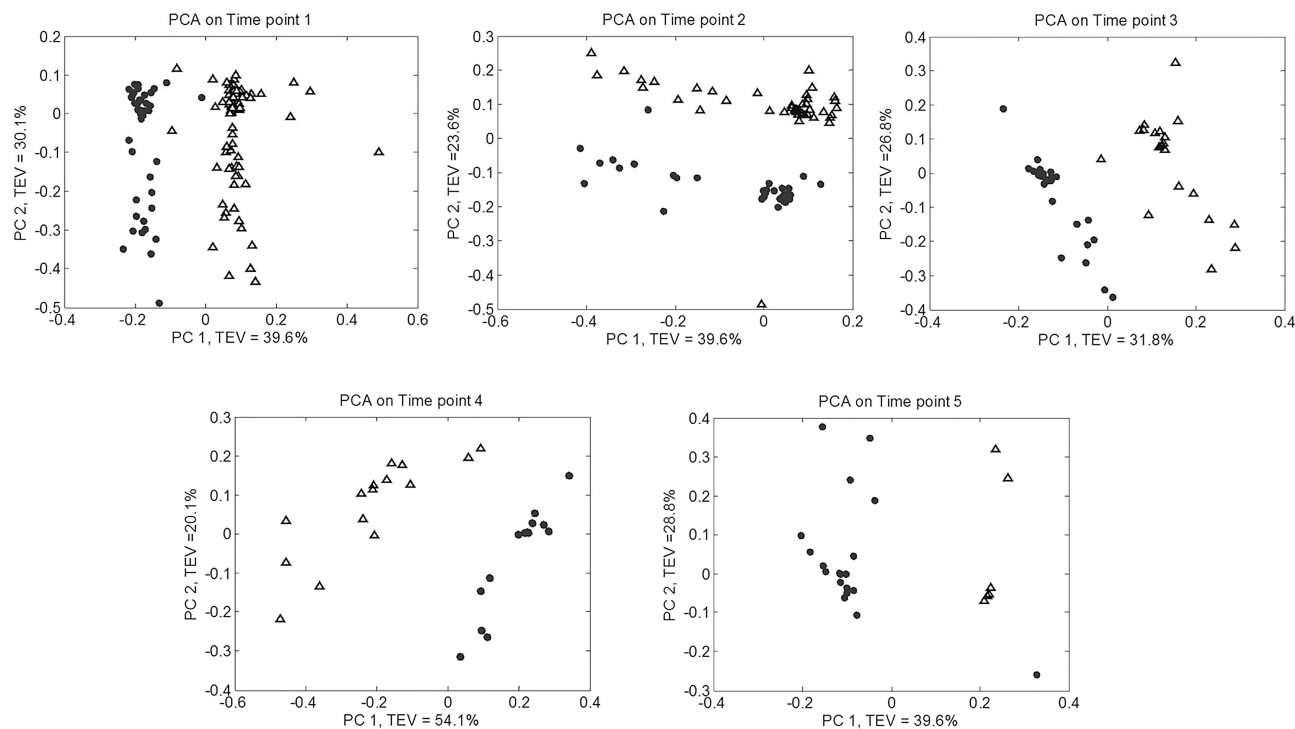 PCA on Time point 1
0.2
0.1
0
-0.1
-0.2
-0.3
-0.4
-0.5
PC 2, TEV = 30.1%
-0.4 -0.2 0 0.2 0.4 0.6
PC 1, TEV = 39.6%
PCA on Time point 2
0.3
0.2
0.1
0
-0.1
-0.2
-0.3
-0.4
-0.5
PC 2, TEV =23.6%
-0.6 -0.4 -0.2 0 0.2
PC 1, TEV = 39.6%
PCA on Time point 3
0.4
0.3
0.2
0.1
0
-0.1
-0.2
-0.3
-0.4
PC 2, TEV =26.8%
-0.4 -0.2 0 0.2 0.4
PC 1, TEV = 31.8%
PCA on Time point 4
0.3
0.2
0.1
0
-0.1
-0.2
-0.3
-0.4
PC 2, TEV =20.1%
-0.6 -0.4 -0.2 0 0.2 0.4
PC 1, TEV = 54.1%
PCA on Time point 5
0.4
0.3
0.2
0.1
0
-0.1
-0.2
-0.3
PC 2, TEV =28.8%
-0.4 -0.2 0 0.2 0.4
PC 1, TEV = 39.6%